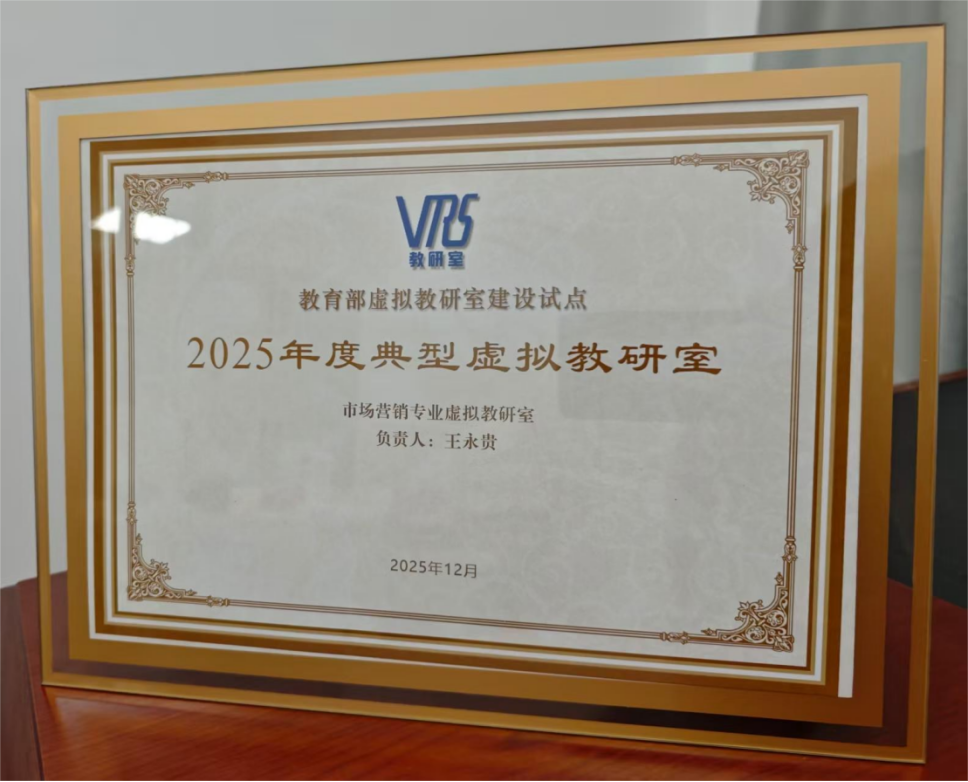 VRS
教研室
教育部虚拟教研室建设试点
2025年度典型虚拟教研室
市场营销专业虚拟教研室
负责人：王永贵
2025年12月